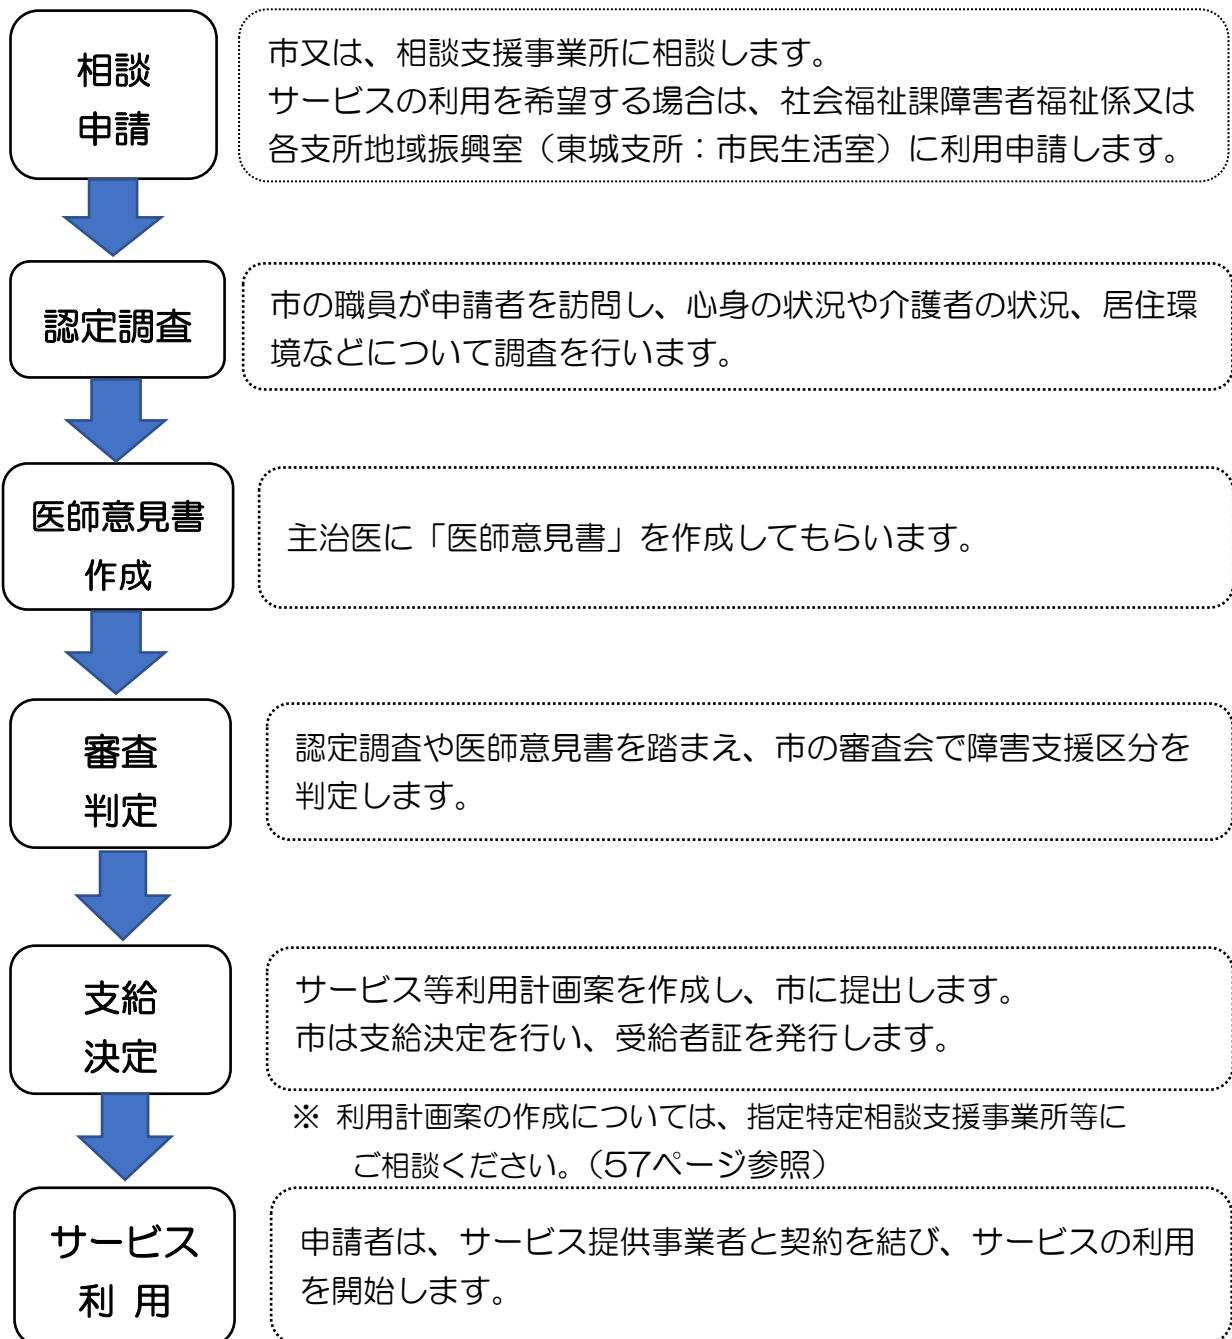 相談
申請
市又は、相談支援事業所に相談します。
サービスの利用を希望する場合は、社会福祉課障害者福祉係又は
各支所地域振興室（東城支所：市民生活室）に利用申請します。
認定調査
市の職員が申請者を訪問し、心身の状況や介護者の状況、居住環
境などについて調査を行います。
医師意見書
作成
主治医に「医師意見書」を作成してもらいます。
審査
判定
認定調査や医師意見書を踏まえ、市の審査会で障害支援区分を
判定します。
支給
決定
サービス等利用計画案を作成し、市に提出します。
市は支給決定を行い、受給者証を発行します。
※ 利用計画案の作成については、指定特定相談支援事業所等に
ご相談ください。（57ページ参照）
サービス
利 用
申請者は、サービス提供事業者と契約を結び、サービスの利用
を開始します。